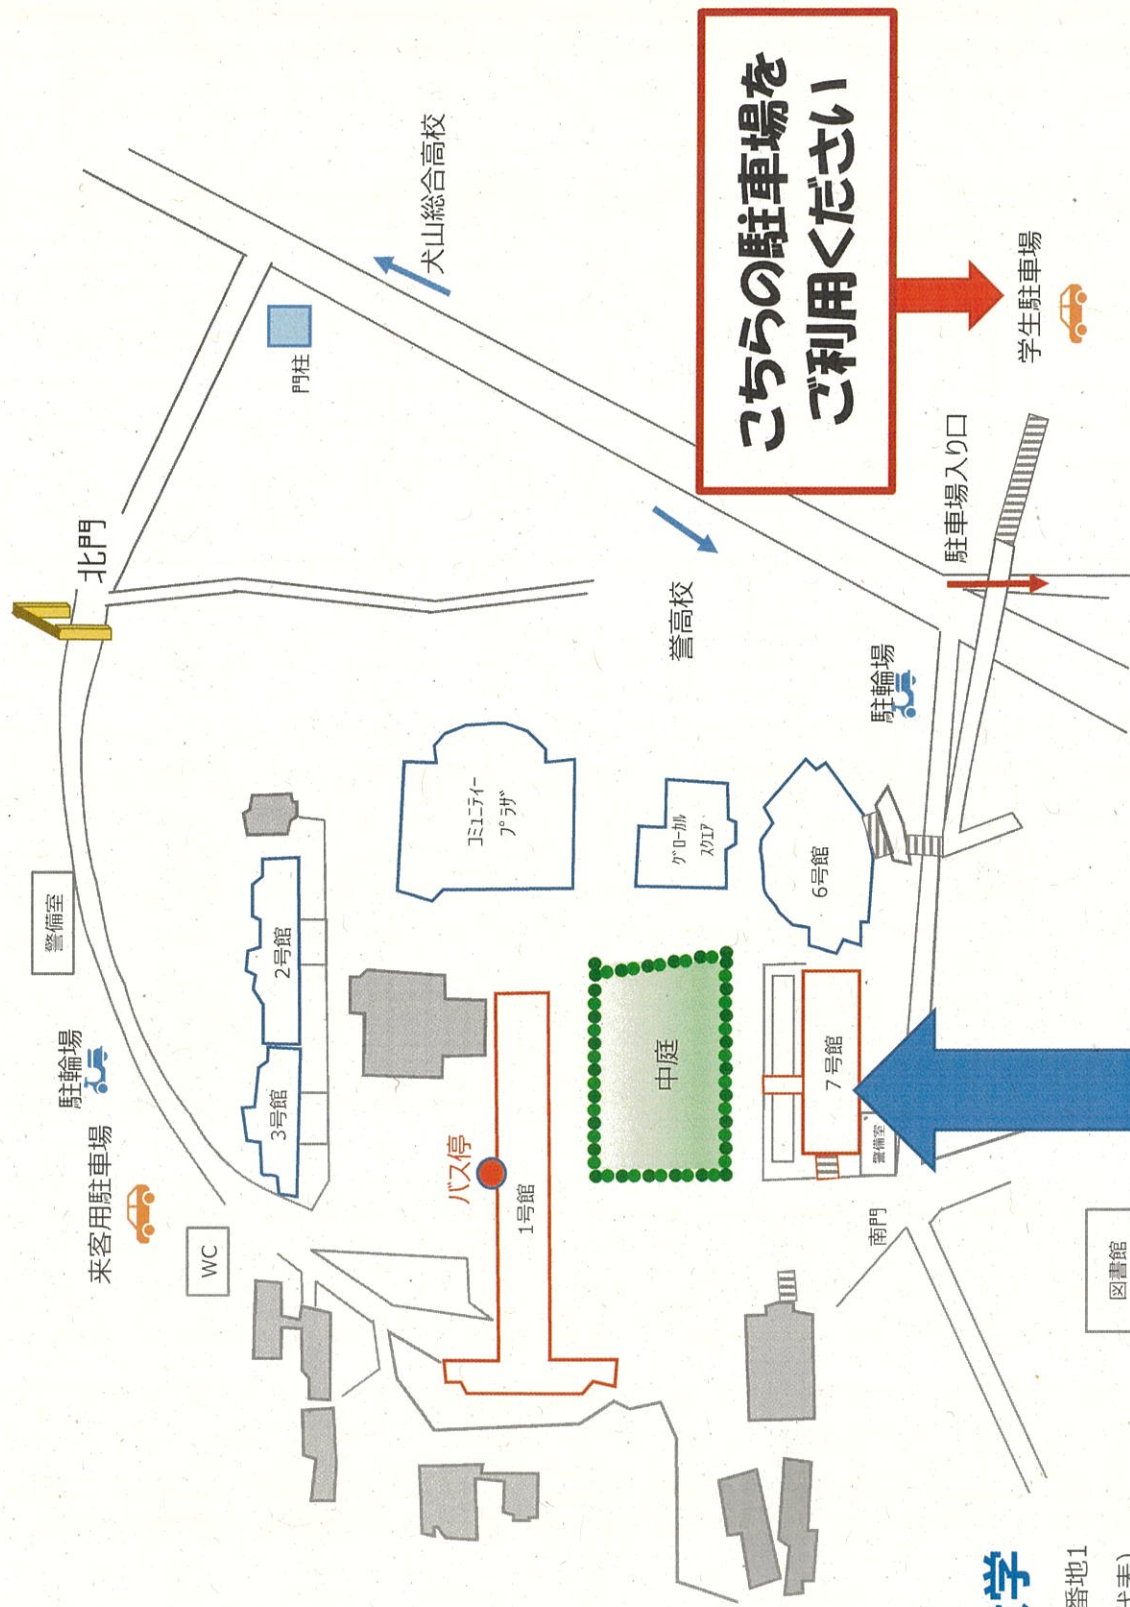 北門
門柱
犬山総合高校
こちらの駐車場を
ご利用ください
学生駐車場
駐車場入り口
誉高校
駐輪場
警備室
駐輪場
来客用駐車場
WC
2号館
3号館
コミュニティー
プラザ
グローカル
スクエア
6号館
バス停
1号館
中庭
7号館
警備室
南門
図書館
学
番地1